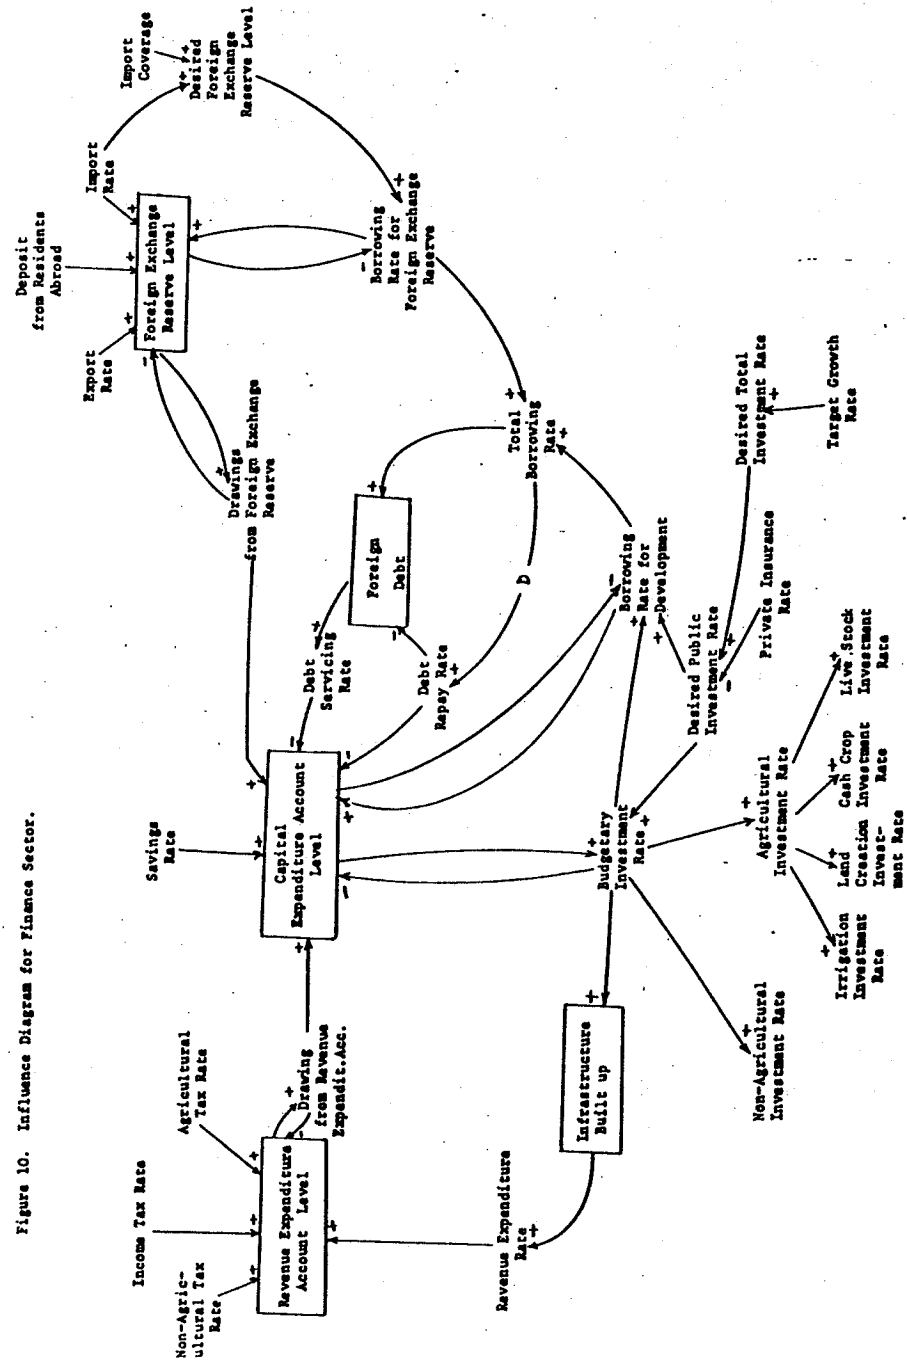 Figure 10. Influence Diagram for Finance Sector.
Non-Agric-
ultural Tax
Rate
Income Tax Rate
Agricultural
Tax Rate
Revenue Expenditure
Account Level
Drawing
from Revenue
Expendit.Acc.
Revenue Expenditure
Rate
Infrastructure
Built up
Savings
Rate
Capital
Expenditure Account
Level
Budgetary
Investment
Rate
Non-Agricultural
Investment Rate
Agricultural
Investment Rate
Irrigation
Investment
Rate
Land
Creation
Invest-
ment Rate
Cash Crop
Investment
Rate
Live Stock
Investment
Rate
Debt
Servicing
Rate
Debt
Repay Rate
Foreign
Debt
D
Total
Borrowing
Rate
Borrowing
Rate for
Development
Desired Public
Investment Rate
Private Insurance
Rate
Desired Total
Investment Rate
Target Growth
Rate
Drawings
from Foreign Exchange
Reserve
Export
Rate
Deposit
from Residents
Abroad
Import
Rate
Foreign Exchange
Reserve Level
Import
Coverage
Desired
Foreign
Exchange
Reserve Level
Borrowing
Rate for
Foreign Exchange
Reserve